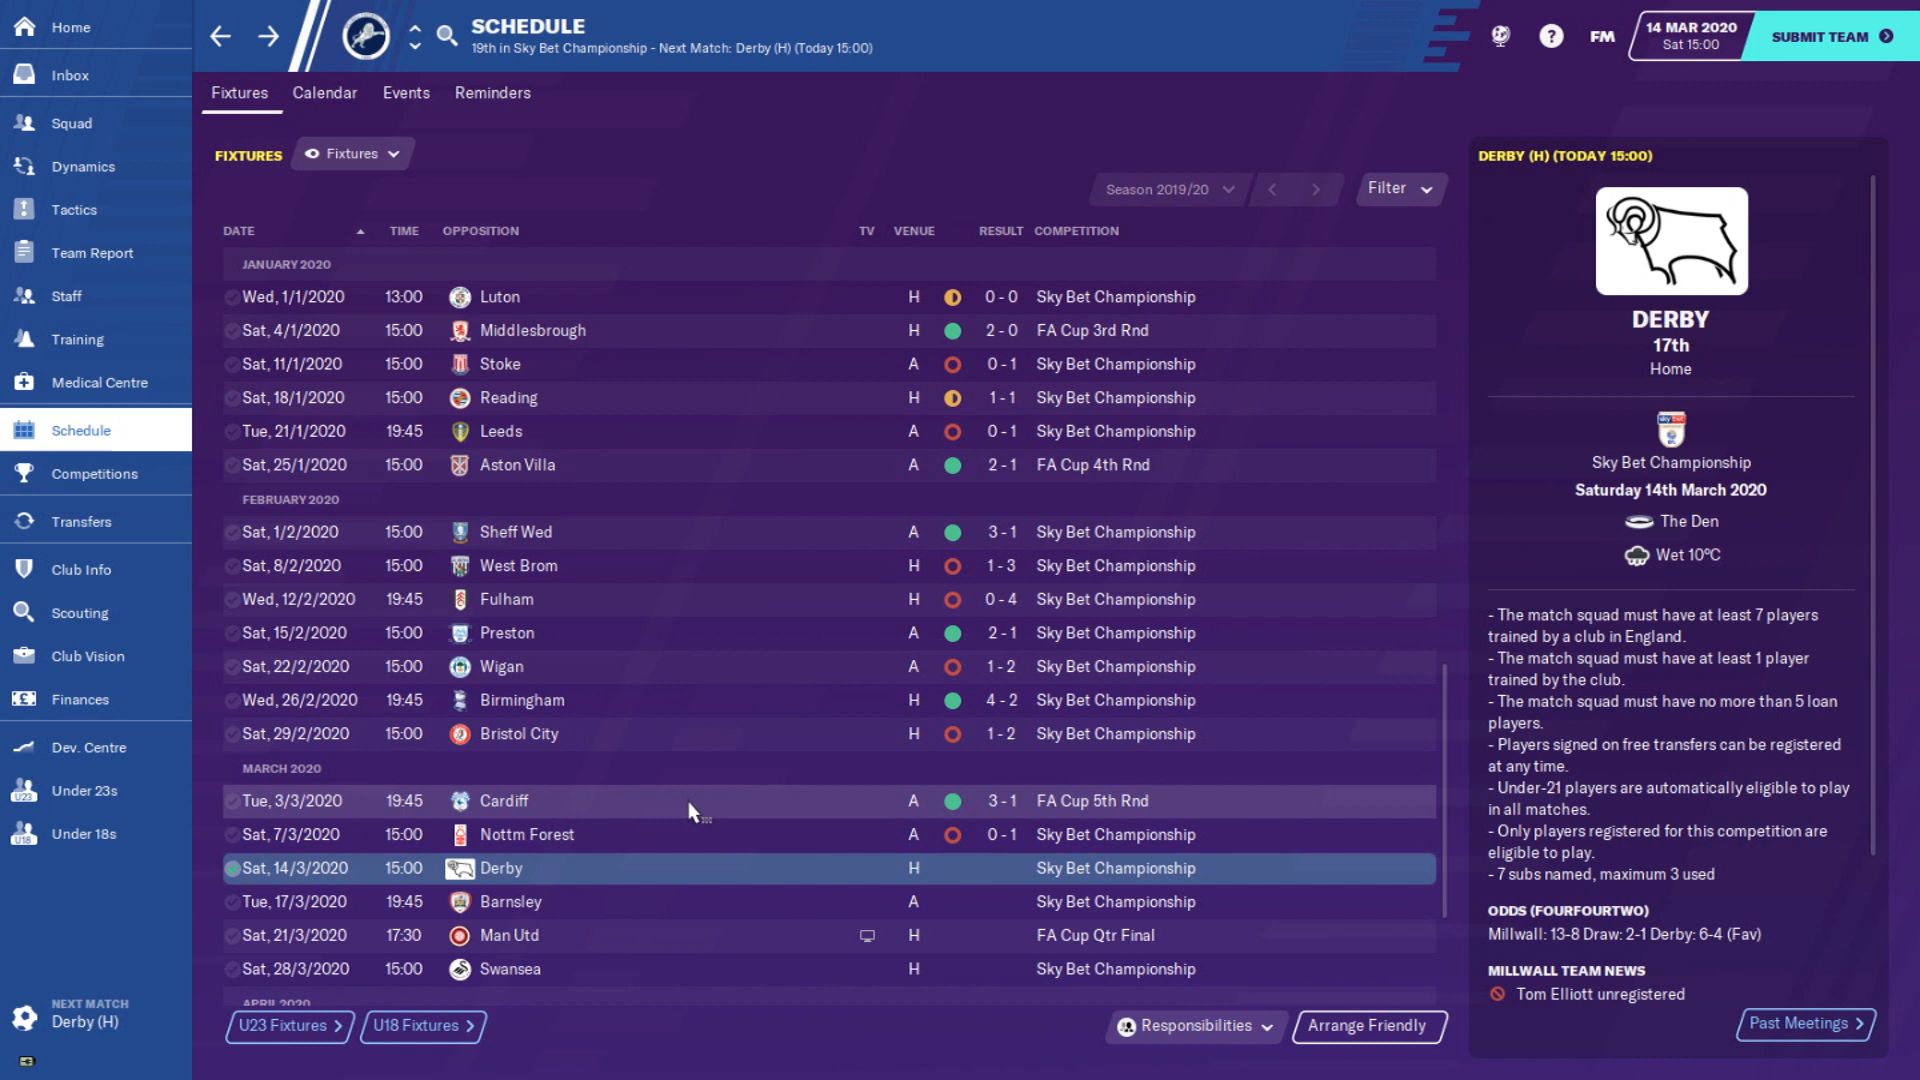 Home
Inbox
Squad
Dynamics
Tactics
Team Report
Staff
Training
Medical Centre
Schedule
Competitions
Transfers
Club Info
Scouting
Club Vision
Finances
Dev. Centre
U23 Under 23s
U18 Under 18s
NEXT MATCH
Derby (H)
SCHEDULE
19th in Sky Bet Championship - Next Match: Derby (H) (Today 15:00)
? FM
14 MAR 2020
Sat 15:00
SUBMIT TEAM
Fixtures Calendar Events Reminders
FIXTURES Fixtures
Season 2019/20 Filter
DATE TIME OPPOSITION TV VENUE RESULT COMPETITION
JANUARY 2020
Wed, 1/1/2020 13:00 Luton H 0 - 0 Sky Bet Championship
Sat, 4/1/2020 15:00 Middlesbrough H 2 - 0 FA Cup 3rd Rnd
Sat, 11/1/2020 15:00 Stoke A 0 - 1 Sky Bet Championship
Sat, 18/1/2020 15:00 Reading H 1 - 1 Sky Bet Championship
Tue, 21/1/2020 19:45 Leeds A 0 - 1 Sky Bet Championship
Sat, 25/1/2020 15:00 Aston Villa A 2 - 1 FA Cup 4th Rnd
FEBRUARY 2020
Sat, 1/2/2020 15:00 Sheff Wed A 3 - 1 Sky Bet Championship
Sat, 8/2/2020 15:00 West Brom H 1 - 3 Sky Bet Championship
Wed, 12/2/2020 19:45 Fulham H 0 - 4 Sky Bet Championship
Sat, 15/2/2020 15:00 Preston A 2 - 1 Sky Bet Championship
Sat, 22/2/2020 15:00 Wigan A 1 - 2 Sky Bet Championship
Wed, 26/2/2020 19:45 Birmingham H 4 - 2 Sky Bet Championship
Sat, 29/2/2020 15:00 Bristol City H 1 - 2 Sky Bet Championship
MARCH 2020
Tue, 3/3/2020 19:45 Cardiff A 3 - 1 FA Cup 5th Rnd
Sat, 7/3/2020 15:00 Nottm Forest A 0 - 1 Sky Bet Championship
Sat, 14/3/2020 15:00 Derby H Sky Bet Championship
Tue, 17/3/2020 19:45 Barnsley A Sky Bet Championship
Sat, 21/3/2020 17:30 Man Utd H FA Cup Qtr Final
Sat, 28/3/2020 15:00 Swansea H Sky Bet Championship
APRIL 2020
U23 Fixtures U18 Fixtures Responsibilities Arrange Friendly
DERBY (H) (TODAY 15:00)
DERBY
17th
Home
sky bet
Sky Bet Championship
Saturday 14th March 2020
The Den
Wet 10ºC
- The match squad must have at least 7 players
trained by a club in England.
- The match squad must have at least 1 player
trained by the club.
- The match squad must have no more than 5 loan
players.
- Players signed on free transfers can be registered
at any time.
- Under-21 players are automatically eligible to play
in all matches.
- Only players registered for this competition are
eligible to play.
- 7 subs named, maximum 3 used
ODDS (FOURFOURTWO)
Millwall: 13-8 Draw: 2-1 Derby: 6-4 (Fav)
MILLWALL TEAM NEWS
Tom Elliott unregistered
Past Meetings